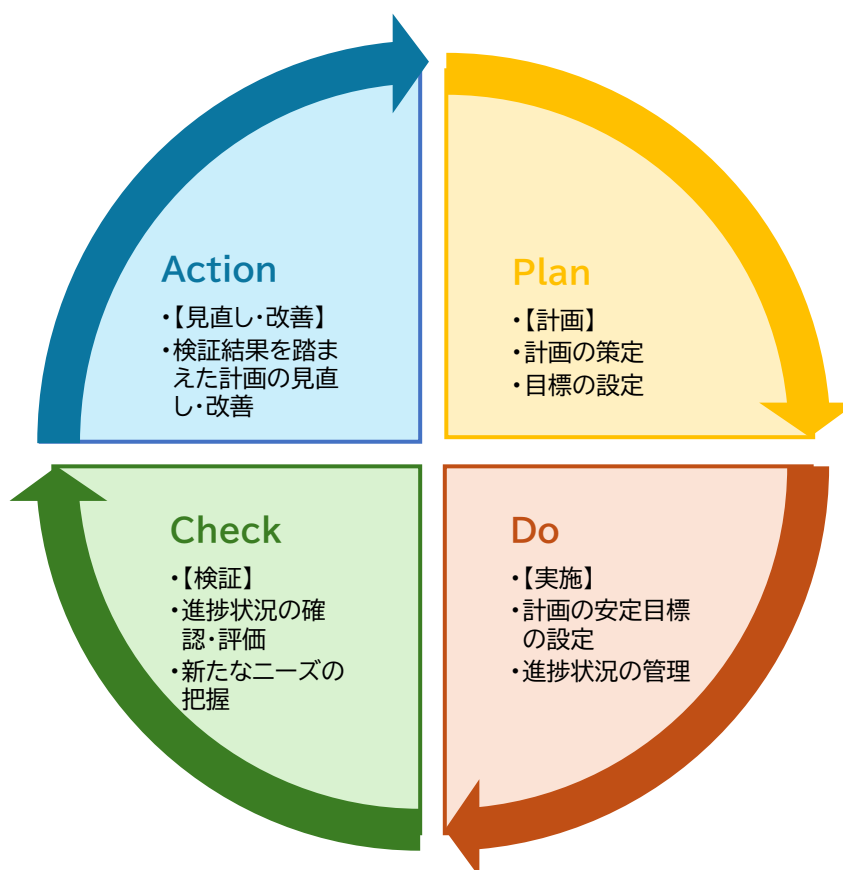 Action
・【見直し・改善】
・検証結果を踏ま
えた計画の見直
し・改善
Plan
・【計画】
・計画の策定
・目標の設定
Check
・【検証】
・進捗状況の確
認・評価
・新たなニーズの
把握
Do
・【実施】
・計画の安定目標
の設定
・進捗状況の管理